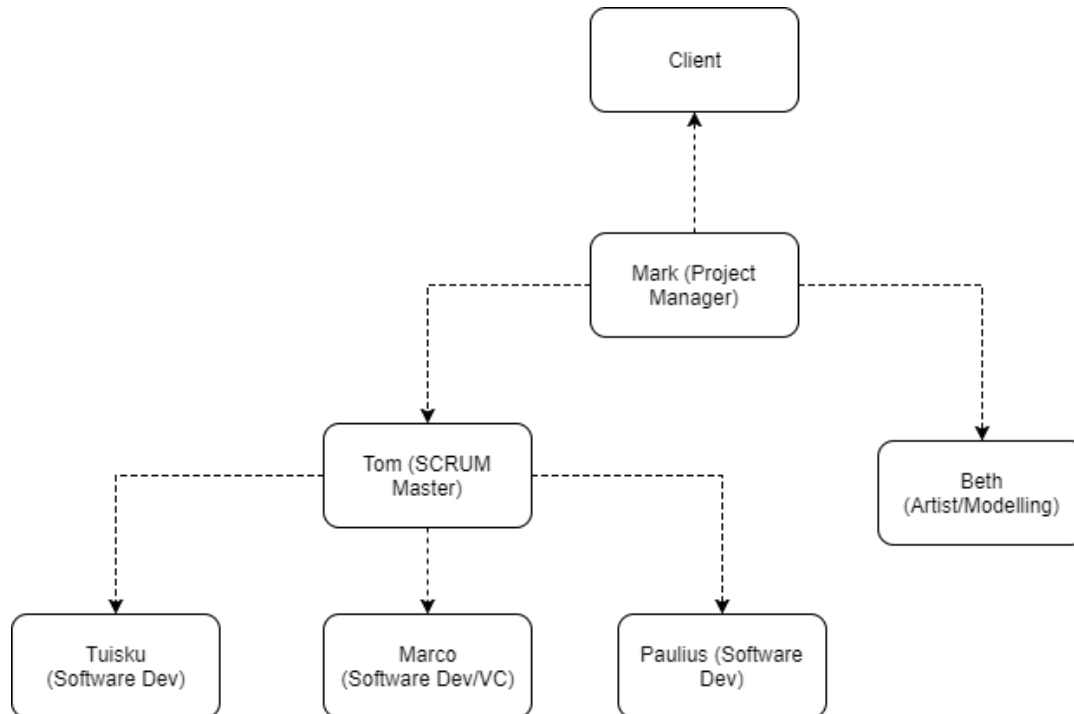 Client
Mark (Project
Manager)
Tom (SCRUM
Master)
Beth
(Artist/Modelling)
Tuisku
(Software Dev)
Marco
(Software Dev/VC)
Paulius (Software
Dev)